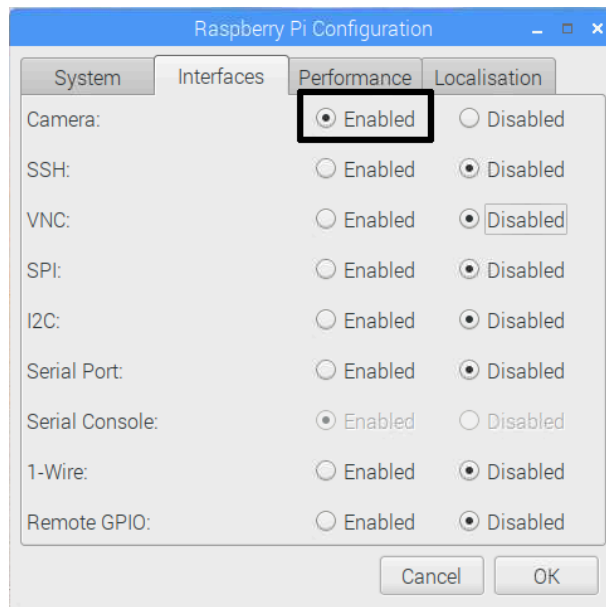 Raspberry Pi Configuration
System Interfaces Performance Localisation
Camera: Enabled Disabled
SSH: Enabled Disabled
VNC: Enabled Disabled
SPI: Enabled Disabled
I2C: Enabled Disabled
Serial Port: Enabled Disabled
Serial Console: Enabled Disabled
1-Wire: Enabled Disabled
Remote GPIO: Enabled Disabled
Cancel OK